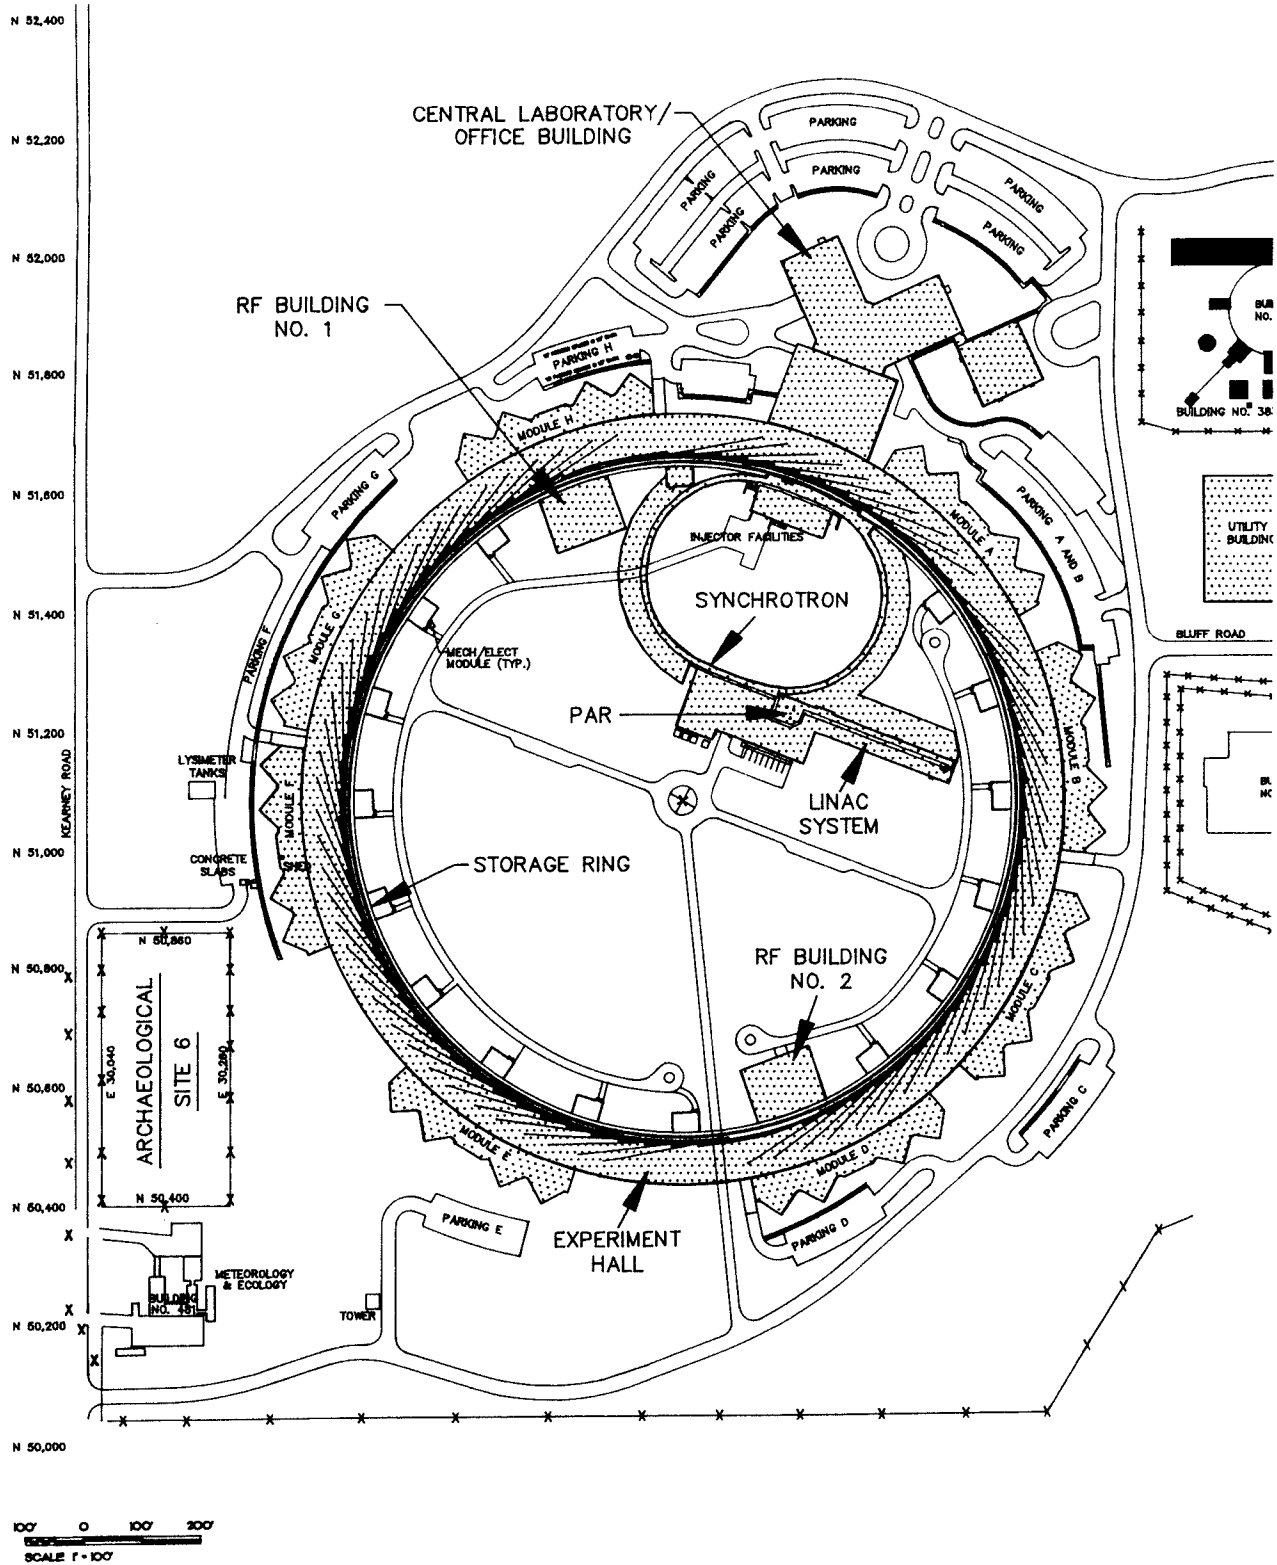 N 52,400
N 52,200
N 52,000
N 51,800
N 51,600
N 51,400
N 51,200
N 51,000
N 50,800
N 50,600
N 50,400
N 50,200
N 50,000
CENTRAL LABORATORY/
OFFICE BUILDING
PARKING
PARKING
PARKING
PARKING
PARKING
PARKING
RF BUILDING
NO. 1
PARKING H
MODULE H
BUILDING NO. 38
PARKING G
MODULE A
PARKING
A AND B
UTILITY
BUILDING
INJECTOR FACILITIES
SYNCHROTRON
MODULE G
PARKING F
MECH/ELECT
MODULE (TYP.)
BLUFF ROAD
PAR
KEARNEY ROAD
LYSIMETER
TANKS
MODULE F
MODULE B
LINAC
SYSTEM
CONCRETE
SLABS
SHED
STORAGE RING
N 50,860
ARCHAEOLOGICAL
SITE 6
E 30,040
E 30,280
N 50,400
RF BUILDING
NO. 2
MODULE C
PARKING C
MODULE E
MODULE D
PARKING E
PARKING D
EXPERIMENT
HALL
METEOROLOGY
& ECOLOGY
BUILDING
NO. 481
TOWER
100' 0 100' 200'
SCALE 1"=100'